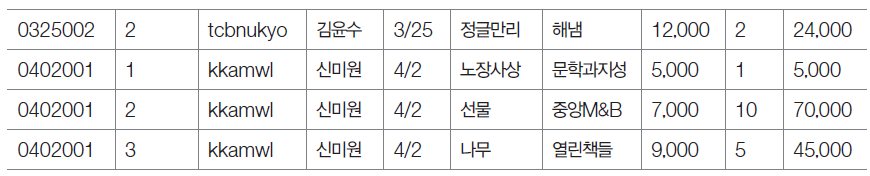 0325002 2 tcbnukyo 김윤수 3/25 정글만리 해냄 12,000 2 24,000
0402001 1 kkamwl 신미원 4/2 노장사상 문학과지성 5,000 1 5,000
0402001 2 kkamwl 신미원 4/2 선물 중앙M&B 7,000 10 70,000
0402001 3 kkamwl 신미원 4/2 나무 열린책들 9,000 5 45,000